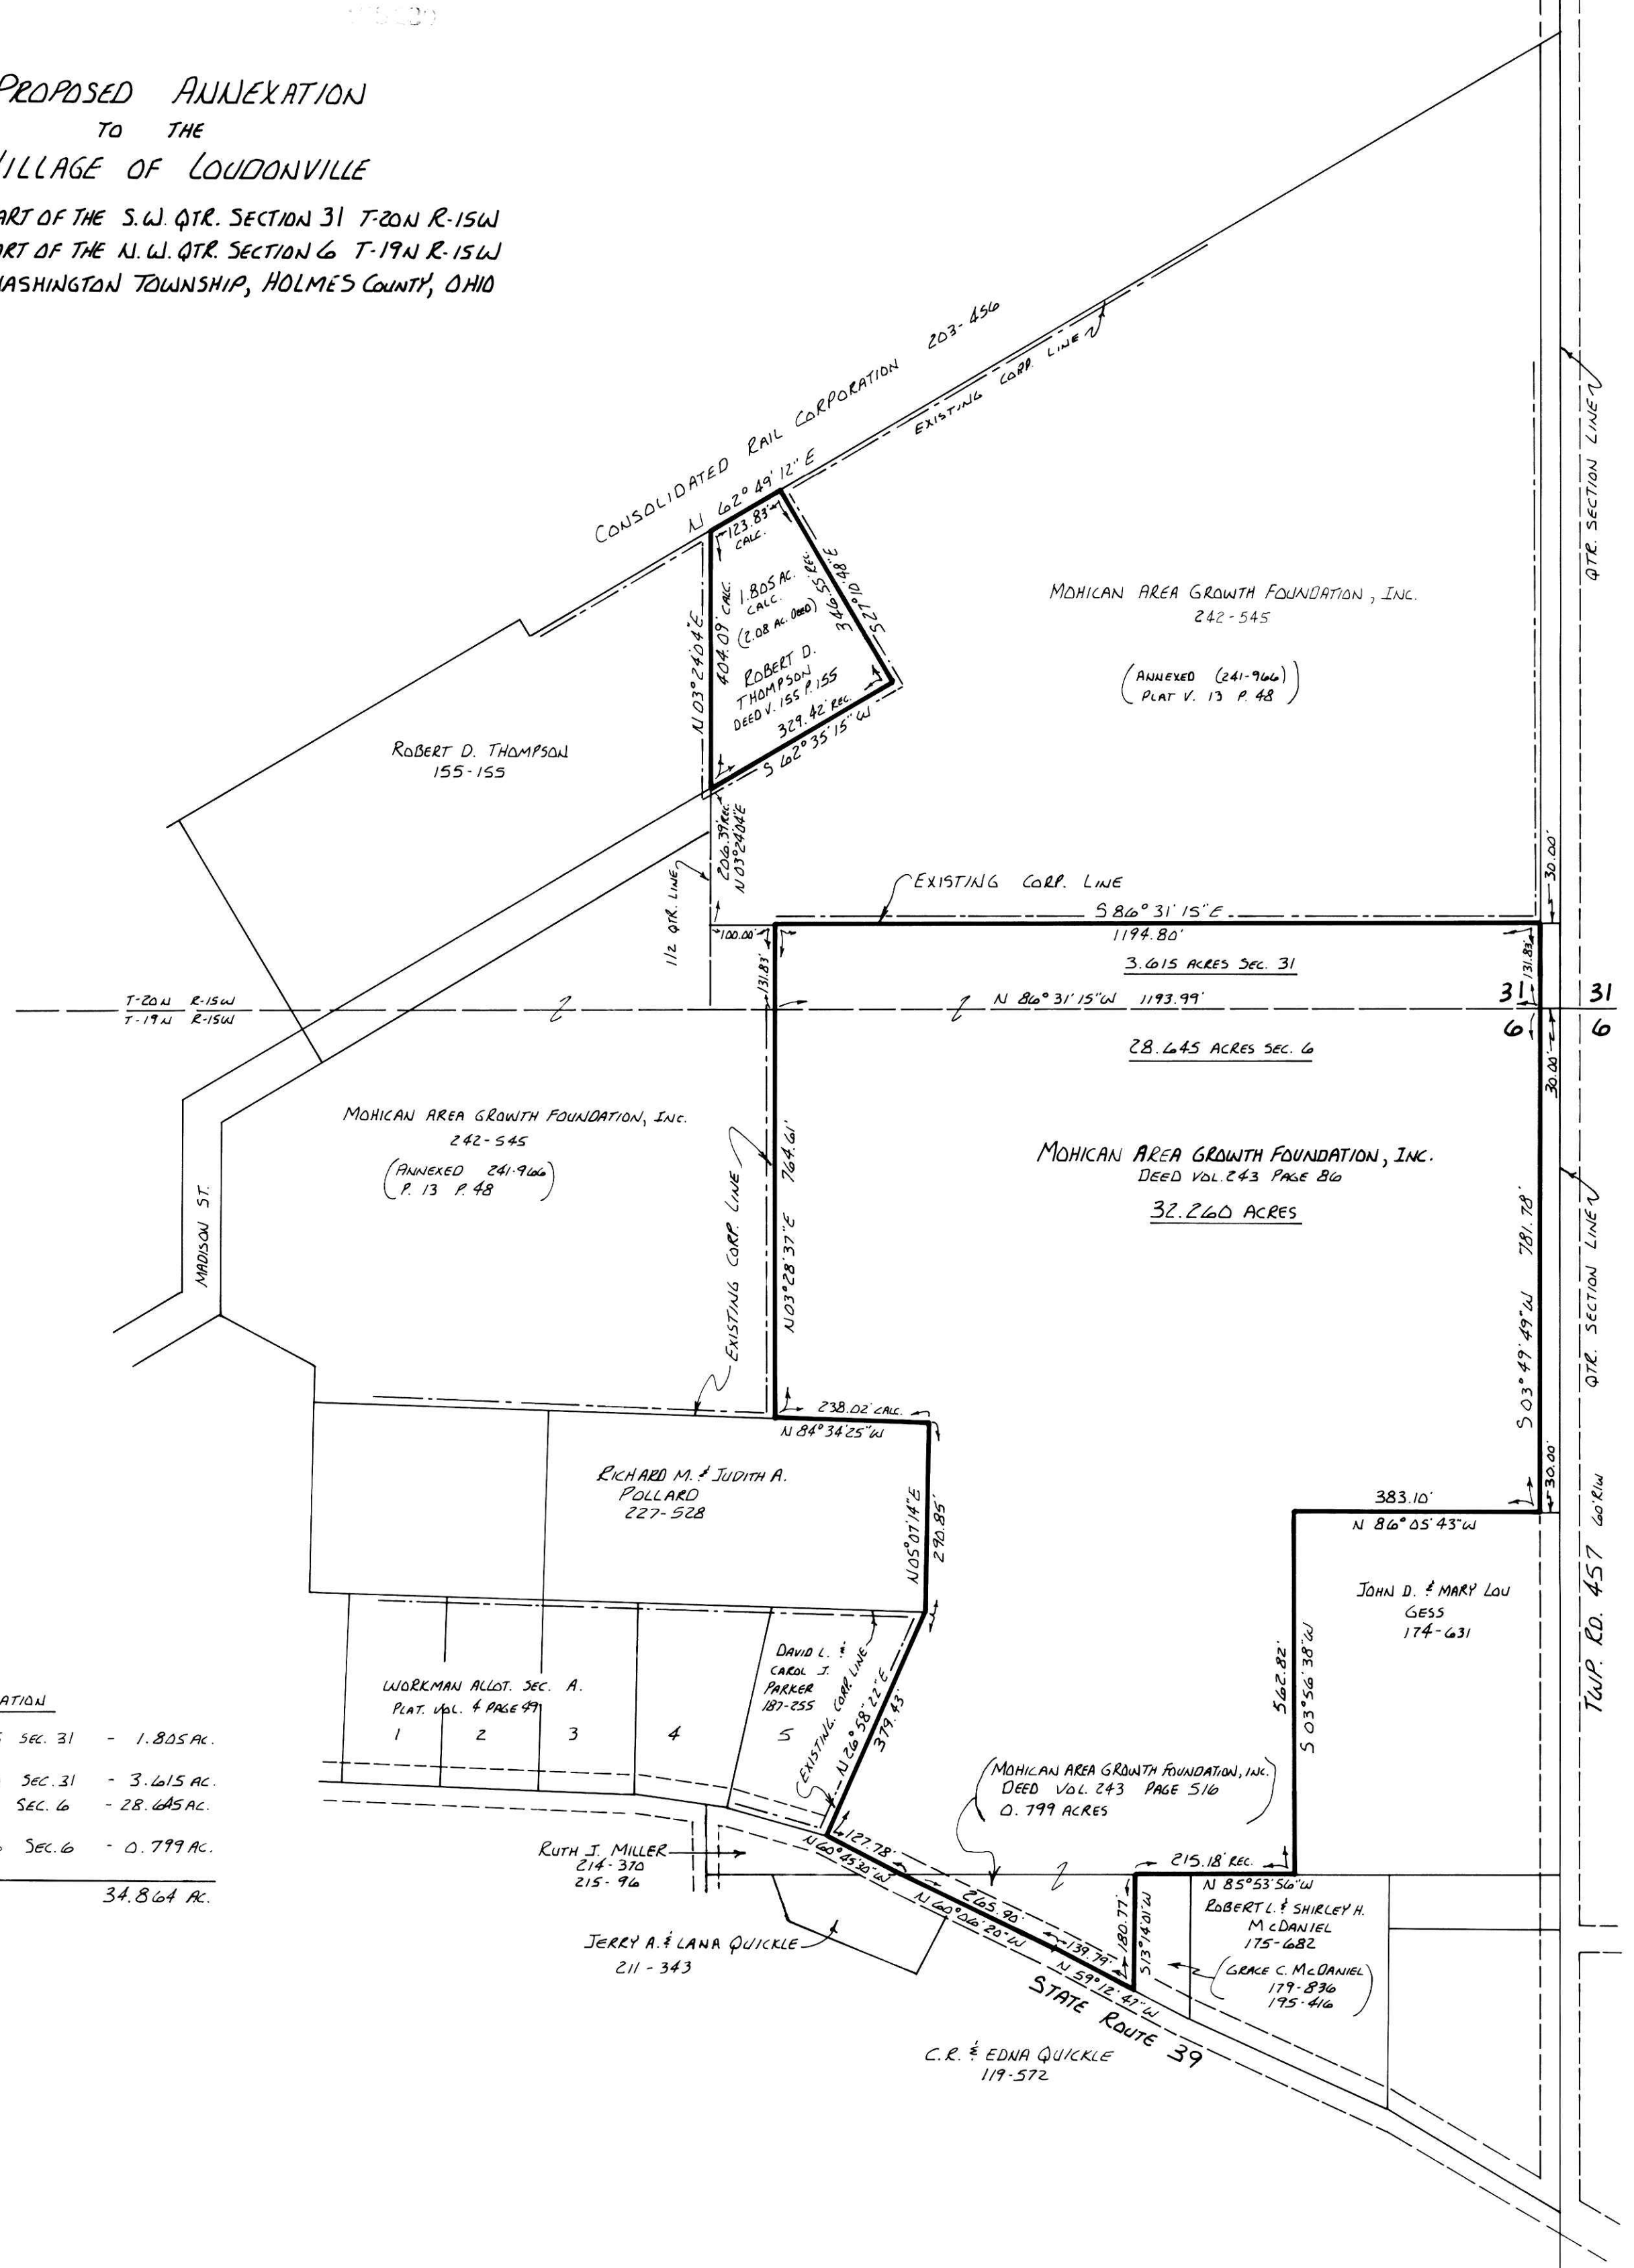 PROPOSED ANNEXATION
TO THE
VILLAGE OF LOUDONVILLE
ART OF THE S.W. QTR. SECTION 31 T-20N R-15W
RT OF THE N.W. QTR. SECTION 6 T-19N R-15W
WASHINGTON TOWNSHIP, HOLMES COUNTY, OHIO
CONSOLIDATED RAIL CORPORATION 203-456
EXISTING CORP. LINE
N 62° 49' 12" E
123.83'
CALC.
N 03° 24' 04" E
404.09' CALC.
1.805 AC.
CALC.
(2.08 AC. DEED)
ROBERT D.
THOMPSON
DEED V. 155 P. 155
346.55 REC.
S 27° 10' 48" E
329.42' REC.
S 62° 35' 15" W
MOHICAN AREA GROWTH FOUNDATION, INC.
242-545
(ANNEXED (241-966)
PLAT V. 13 P. 48)
QTR. SECTION LINE
ROBERT D. THOMPSON
155-155
206.39' REC.
N 03° 24' 04" E
1/2 QTR. LINE
30.00'
EXISTING CORP. LINE
S 86° 31' 15" E
100.00'
1194.80'
131.83'
131.83'
3.615 ACRES SEC. 31
T-20N R-15W
T-19N R-15W
N 86° 31' 15" W 1193.99'
31 31
6 6
28.645 ACRES SEC. 6
30.00'
MOHICAN AREA GROWTH FOUNDATION, INC.
242-545
(ANNEXED 241-966
P. 13 P. 48)
MADISON ST.
EXISTING CORP. LINE
N 03° 28' 37" E 764.61'
MOHICAN AREA GROWTH FOUNDATION, INC.
DEED VOL. 243 PAGE 86
32.260 ACRES
S 03° 49' 49" W 781.78'
QTR. SECTION LINE
238.02' CALC.
N 84° 34' 25" W
RICHARD M. & JUDITH A.
POLLARD
227-528
N 05° 07' 14" E
290.85'
30.00'
383.10'
N 86° 05' 43" W
JOHN D. & MARY LOU
GESS
174-631
TWP. RD. 457 60' R/W
562.82'
S 03° 56' 38" W
WORKMAN ALLOT. SEC. A.
PLAT. VOL. 4 PAGE 49
1 2 3 4 5
DAVID L. &
CAROL J.
PARKER
187-255
EXISTING CORP. LINE
N 26° 58' 22" E
379.43'
ATION
SEC. 31 - 1.805 AC.
SEC. 31 - 3.615 AC.
SEC. 6 - 28.645 AC.
SEC. 6 - 0.799 AC.
34.864 AC.
(MOHICAN AREA GROWTH FOUNDATION, INC.
DEED VOL. 243 PAGE 516
0.799 ACRES)
RUTH J. MILLER
214-370
215-96
127.78'
N 60° 45' 30" W
265.90'
N 60° 06' 20" W
139.79'
N 59° 12' 47" W
180.77'
S 13° 14' 01" W
215.18' REC.
N 85° 53' 56" W
ROBERT L. & SHIRLEY H.
McDANIEL
175-682
(GRACE C. McDANIEL
179-836
195-416)
JERRY A. & LANA QUICKLE
211-343
STATE ROUTE 39
C.R. & EDNA QUICKLE
119-572